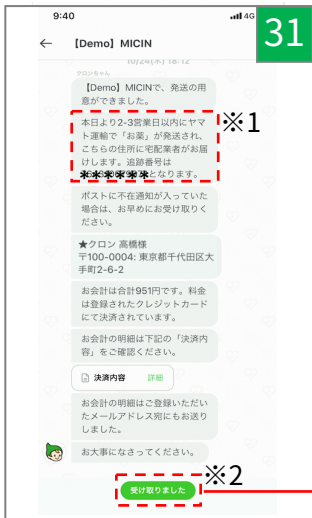 9:40
4G
31
← 【Demo】MICIN
10/24(木) 18:12
クロンちゃん
【Demo】MICINで、発送の用
意ができました。
※1
本日より2-3営業日以内にヤマ
ト運輸で「お薬」が発送され、
こちらの住所に宅配業者がお届
けします。追跡番号は
******となります。
ポストに不在通知が入っていた
場合は、お早めにお受け取りく
ださい。
★クロン 高橋様
〒100-0004: 東京都千代田区大
手町2-6-2
お会計は合計951円です。料金
は登録されたクレジットカード
にて決済されています。
お会計の明細は下記の「決済内
容」をご確認ください。
決済内容 詳細
お会計の明細はご登録いただい
たメールアドレス宛にもお送り
しました。
お大事になさってください。
※2
受け取りました